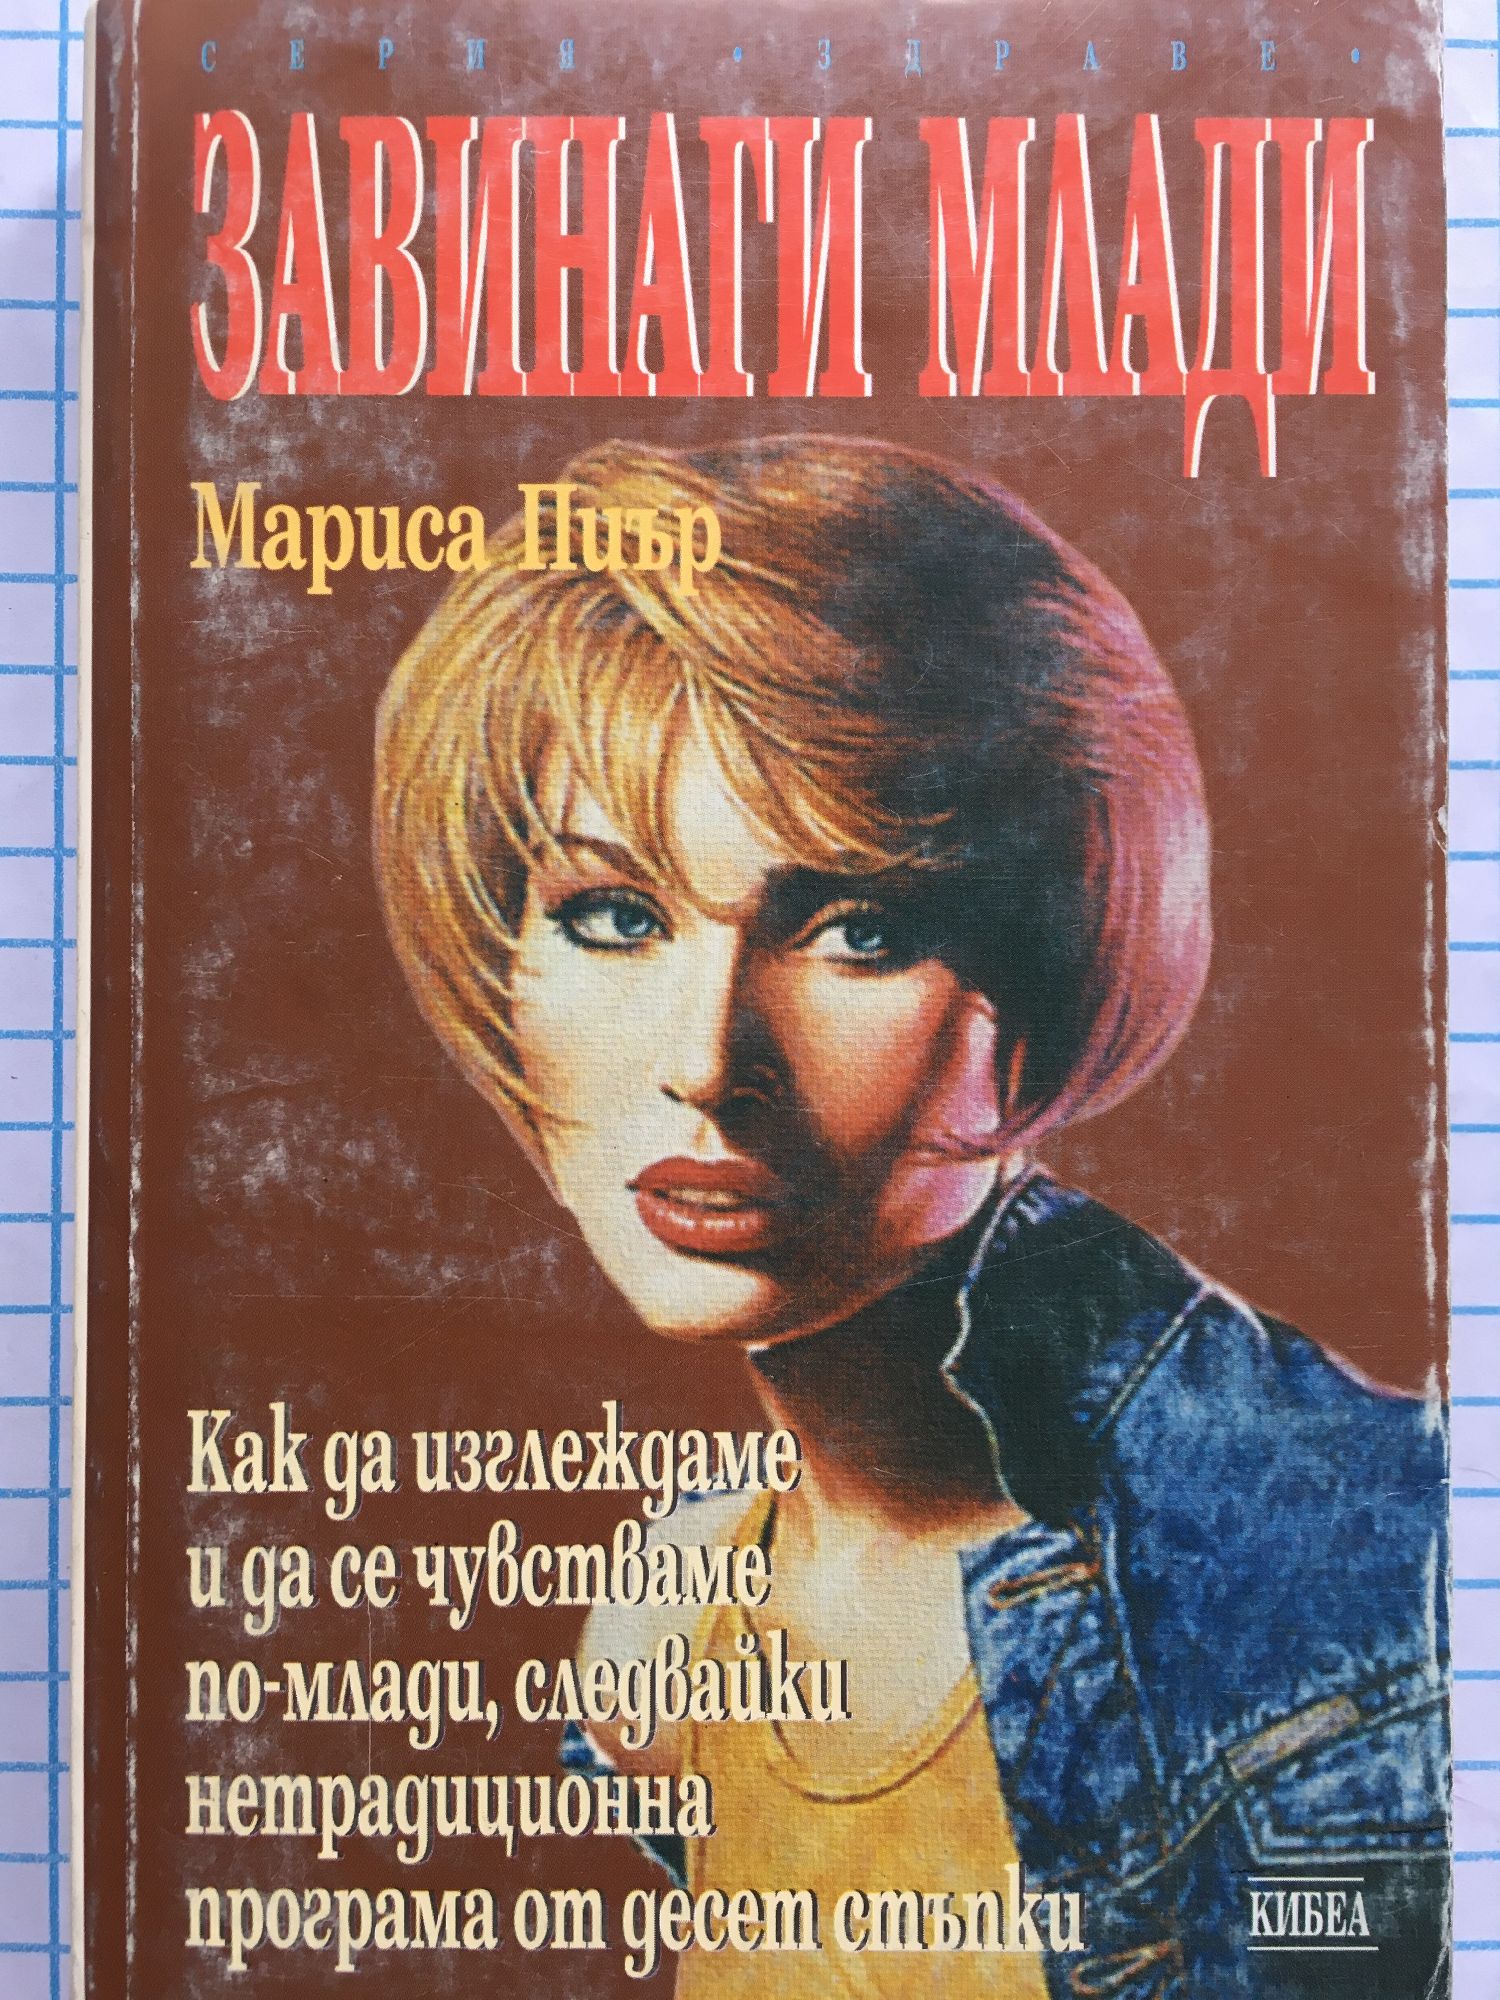 СЕРИЯ • ЗДРАВЕ •
ЗАВИНАГИ МЛАДИ
Мариса Пиър
Как да изглеждаме
и да се чувстваме
по-млади, следвайки
нетрадиционна
програма от десет стъпки
КИБЕА